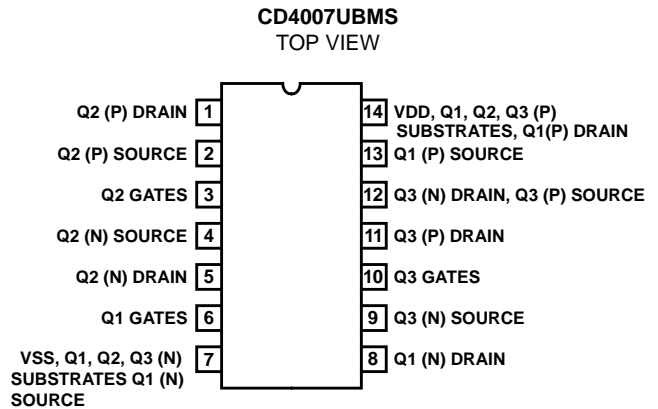 CD4007UBMS
TOP VIEW
Q2 (P) DRAIN 1
Q2 (P) SOURCE 2
Q2 GATES 3
Q2 (N) SOURCE 4
Q2 (N) DRAIN 5
Q1 GATES 6
VSS, Q1, Q2, Q3 (N) 7
SUBSTRATES Q1 (N)
SOURCE
14 VDD, Q1, Q2, Q3 (P)
SUBSTRATES, Q1(P) DRAIN
13 Q1 (P) SOURCE
12 Q3 (N) DRAIN, Q3 (P) SOURCE
11 Q3 (P) DRAIN
10 Q3 GATES
9 Q3 (N) SOURCE
8 Q1 (N) DRAIN